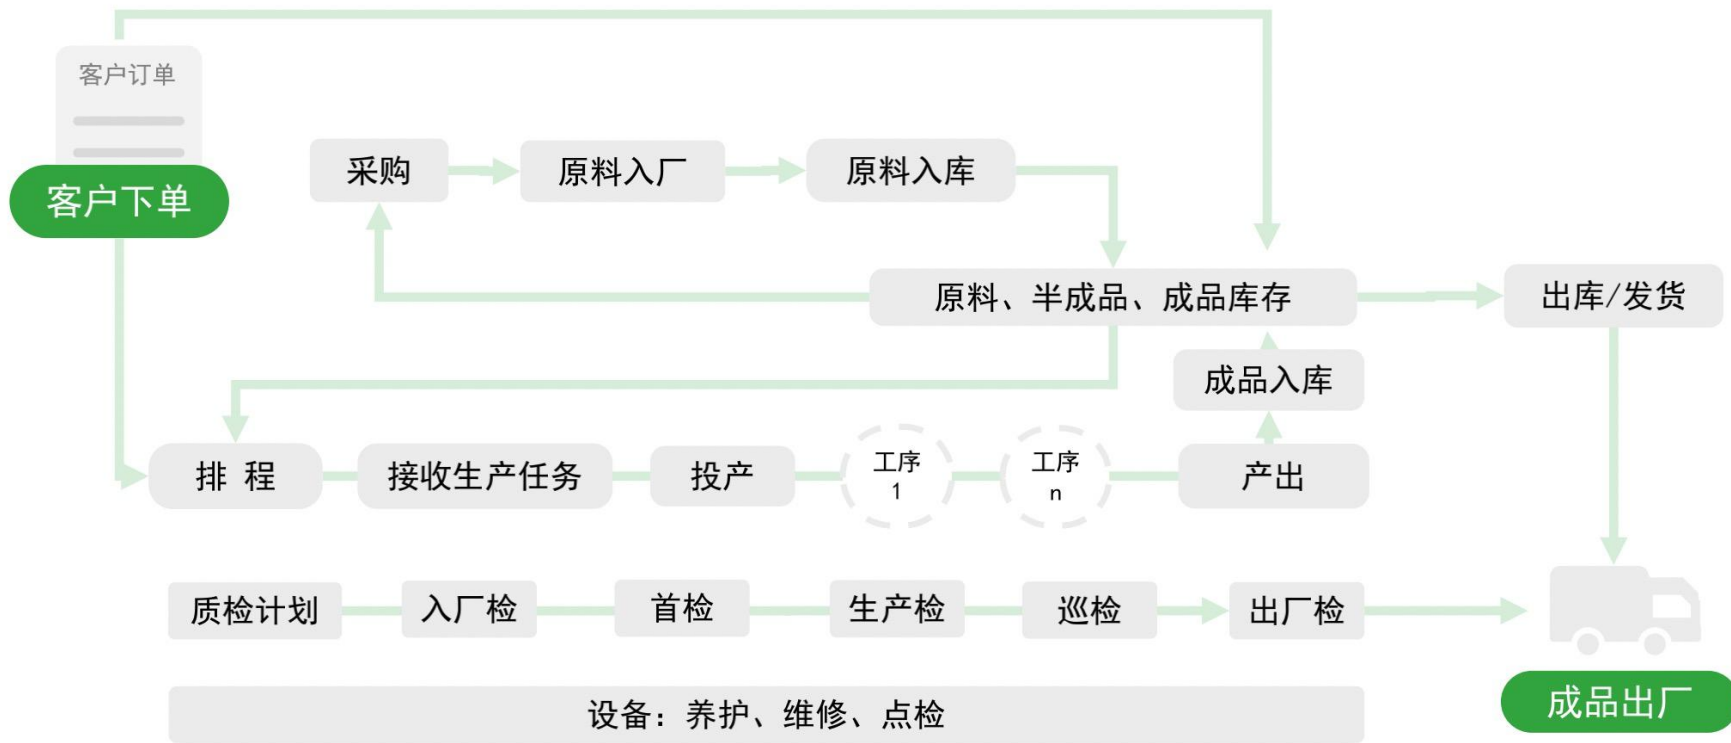 客户订单
客户下单
采购
原料入厂
原料入库
原料、半成品、成品库存
出库/发货
成品入库
排 程
接收生产任务
投产
工序
1
工序
n
产出
质检计划
入厂检
首检
生产检
巡检
出厂检
设备：养护、维修、点检
成品出厂